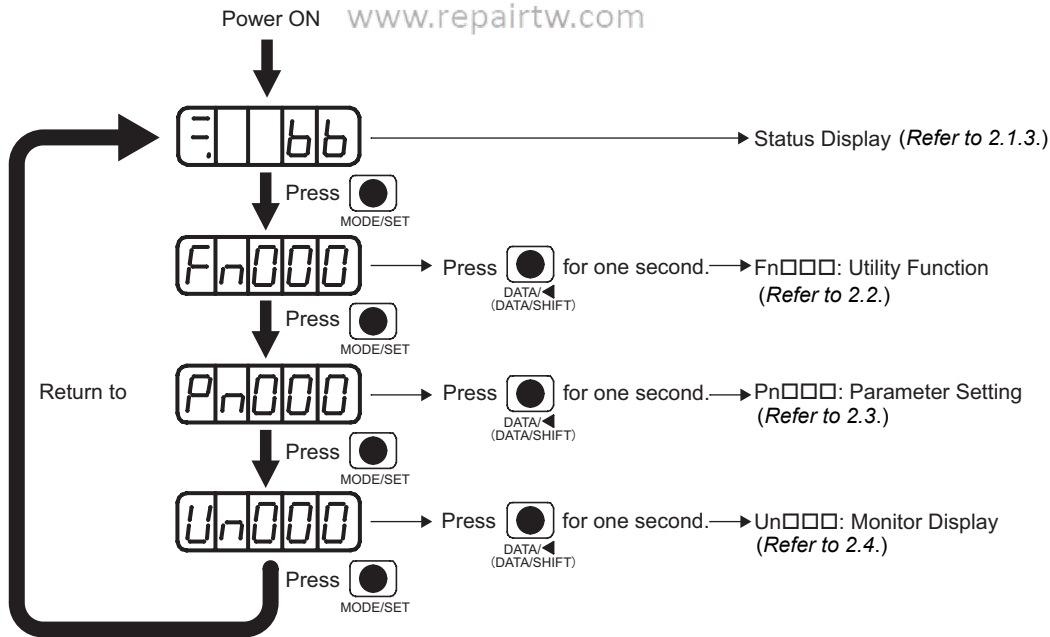 Power ON www.repairtw.com
bb Status Display (Refer to 2.1.3.)
Press
MODE/SET
Fn000 Press for one second. Fn□□□: Utility Function
(Refer to 2.2.)
DATA/◀
(DATA/SHIFT)
Press
MODE/SET
Return to
Pn000 Press for one second. Pn□□□: Parameter Setting
(Refer to 2.3.)
DATA/◀
(DATA/SHIFT)
Press
MODE/SET
Un000 Press for one second. Un□□□: Monitor Display
(Refer to 2.4.)
DATA/◀
(DATA/SHIFT)
Press
MODE/SET